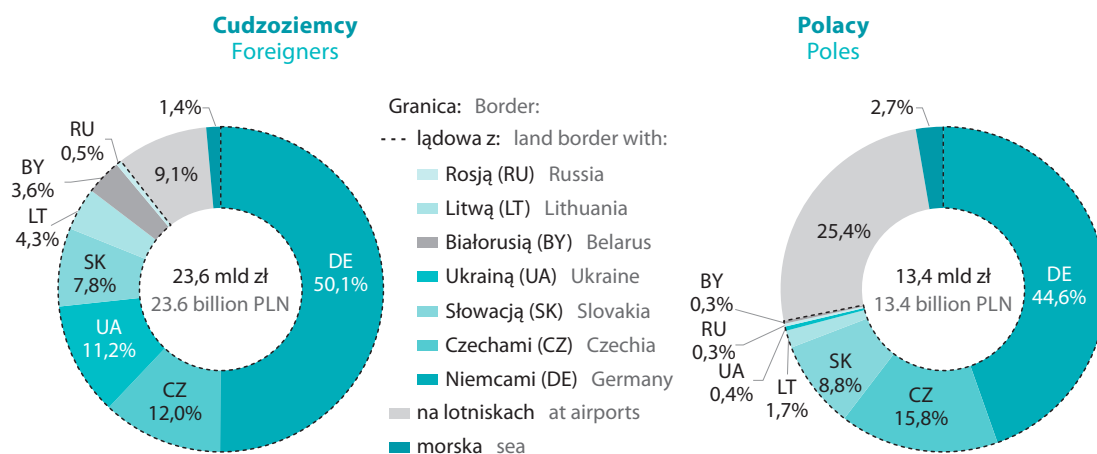 Cudzoziemcy
Foreigners
1,4%
RU
0,5%
BY
3,6%
LT
4,3%
9,1%
SK
7,8%
UA
11,2%
CZ
12,0%
DE
50,1%
23,6 mld zł
23.6 billion PLN
Granica: Border:
lądowa z: land border with:
Rosją (RU) Russia
Litwą (LT) Lithuania
Białorusią (BY) Belarus
Ukrainą (UA) Ukraine
Słowacją (SK) Slovakia
Czechami (CZ) Czechia
Niemcami (DE) Germany
na lotniskach at airports
morska sea
Polacy
Poles
2,7%
25,4%
BY
0,3%
RU
0,3%
UA
0,4%
LT
1,7%
SK
8,8%
CZ
15,8%
DE
44,6%
13,4 mld zł
13.4 billion PLN